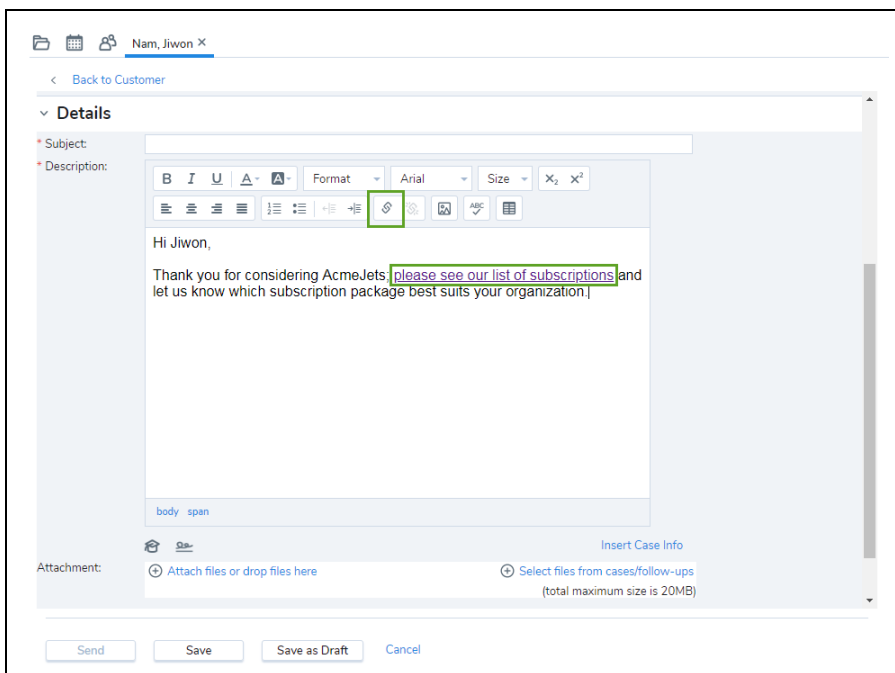 Nam, Jiwon ×
< Back to Customer
Details
* Subject:
* Description:
B I U A A Format Arial Size X₂ X²
ABC
Hi Jiwon,
Thank you for considering AcmeJets; please see our list of subscriptions and
let us know which subscription package best suits your organization.
body span
Insert Case Info
Attachment:
Attach files or drop files here
Select files from cases/follow-ups
(total maximum size is 20MB)
Send Save Save as Draft Cancel